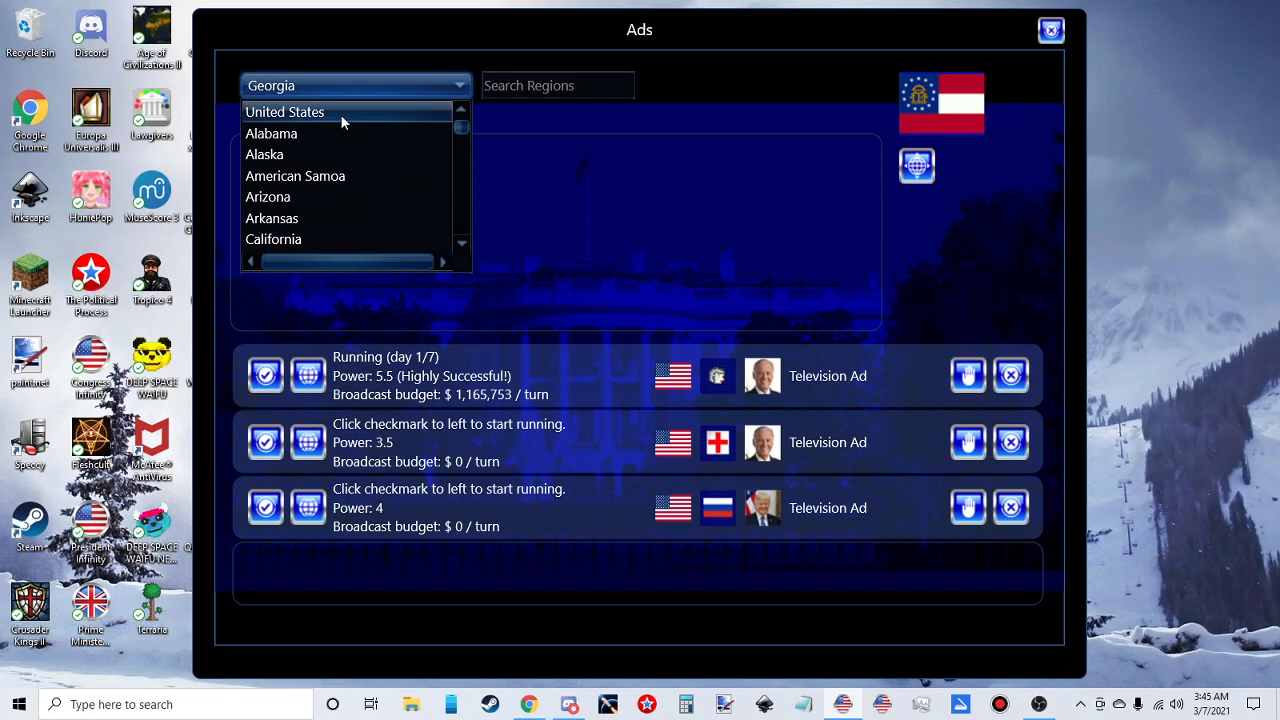 Ads
Georgia
Search Regions
United States
Alabama
Alaska
American Samoa
Arizona
Arkansas
California
Running (day 1/7)
Power: 5.5 (Highly Successful!)
Broadcast budget: $ 1,165,753 / turn
Television Ad
Click checkmark to left to start running.
Power: 3.5
Broadcast budget: $ 0 / turn
Television Ad
Click checkmark to left to start running.
Power: 4
Broadcast budget: $ 0 / turn
Television Ad
Recycle Bin
Discord
Age of
Civilizations II
Google
Chrome
Europa
Universalis III
Lawgivers
Inkscape
HuniePop
MuseScore 3
Minecraft
Launcher
The Political
Process
Tropico 4
paint.net
Congress
Infinity
DEEP SPACE
WAIFU
Speccy
Fleshcult
McAfee®
AntiVirus
Steam
President
Infinity
DEEP SPACE
WAIFU NE...
Crusader
Kings II
Prime
Ministe...
Terraria
Type here to search
3:45 AM
3/7/2021